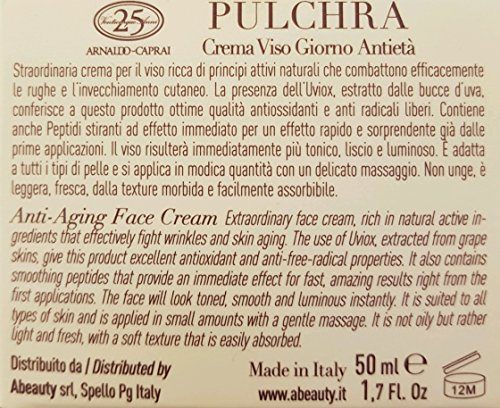 25
PULCHRA
ARNALDO-CAPRAI
Crema Viso Giorno Antietà
Straordinaria crema per il viso ricca di principi attivi naturali che combattono efficacemente
le rughe e l'invecchiamento cutaneo. La presenza dell'Uviox, estratto dalle bucce d'uva,
conferisce a questo prodotto ottime qualità antiossidanti e anti radicali liberi. Contiene
anche Peptidi stiranti ad effetto immediato per un effetto rapido e sorprendente già dalle
prime applicazioni. Il viso risulterà immediatamente più tonico, liscio e luminoso. È adatta
a tutti i tipi di pelle e si applica in modica quantità con un delicato massaggio. Non unge, è
leggera, fresca, dalla texture morbida e facilmente assorbibile.
Anti-Aging Face Cream Extraordinary face cream, rich in natural active in-
gredients that effectively fight wrinkles and skin aging. The use of Uviox, extracted from grape
skins, give this product excellent antioxidant and anti-free-radical properties. It also contains
smoothing peptides that provide an immediate effect for fast, amazing results right from the
first applications. The face will look toned, smooth and luminous instantly. It is suited to all
types of skin and is applied in small amounts with a gentle massage. It is not oily but rather
light and fresh, with a soft texture that is easily absorbed.
Distribuito da / Distributed by
Abeauty srl, Spello Pg Italy
Made in Italy 50 ml ℮
www.abeauty.it 1,7 Fl. Oz
12M